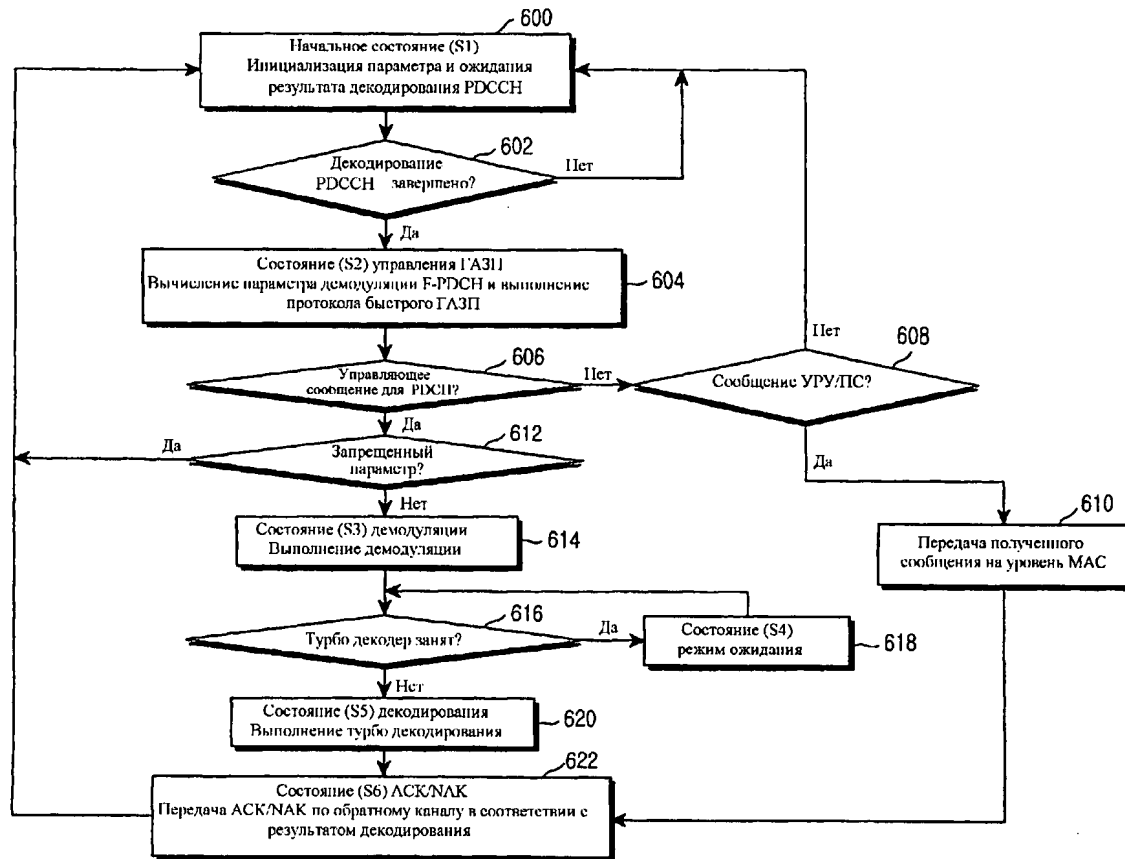 600
Начальное состояние (S1)
Инициализация параметра и ожидания
результата декодирования PDCCH
602
Декодирование
PDCCH завершено?
Нет
Да
Состояние (S2) управления ГАЗП
Вычисление параметра демодуляции F-PDCH и выполнение
протокола быстрого ГАЗП
604
606
Управляющее
сообщение для PDCH?
Нет
Да
608
Сообщение УРУ/ПС?
Нет
Да
612
Запрещенный
параметр?
Да
Нет
610
Передача полученного
сообщения на уровень MAC
Состояние (S3) демодуляции
Выполнение демодуляции
614
616
Турбо декодер занят?
Да
Нет
Состояние (S4)
режим ожидания
618
Состояние (S5) декодирования
Выполнение турбо декодирования
620
622
Состояние (S6) ACK/NAK
Передача ACK/NAK по обратному каналу в соответствии с
результатом декодирования